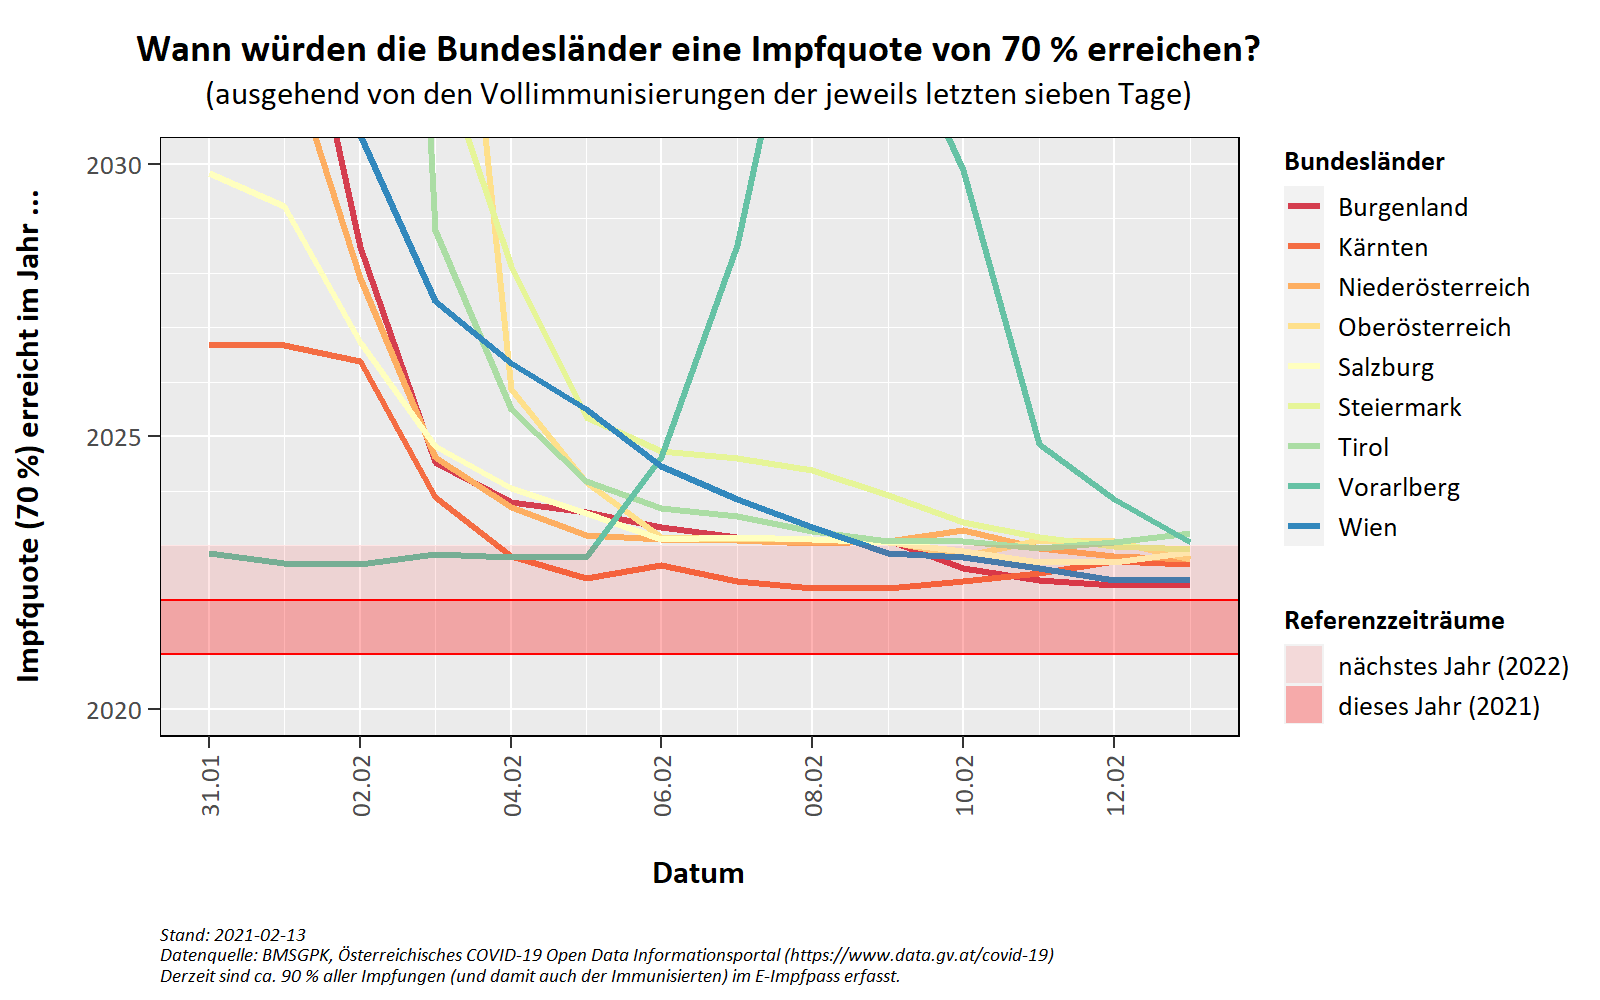 Wann würden die Bundesländer eine Impfquote von 70 % erreichen?
(ausgehend von den Vollimmunisierungen der jeweils letzten sieben Tage)
Impfquote (70 %) erreicht im Jahr ...
2030
2025
2020
31.01
02.02
04.02
06.02
08.02
10.02
12.02
Datum
Bundesländer
Burgenland
Kärnten
Niederösterreich
Oberösterreich
Salzburg
Steiermark
Tirol
Vorarlberg
Wien
Referenzzeiträume
nächstes Jahr (2022)
dieses Jahr (2021)
Stand: 2021-02-13
Datenquelle: BMSGPK, Österreichisches COVID-19 Open Data Informationsportal (https://www.data.gv.at/covid-19)
Derzeit sind ca. 90 % aller Impfungen (und damit auch der Immunisierten) im E-Impfpass erfasst.